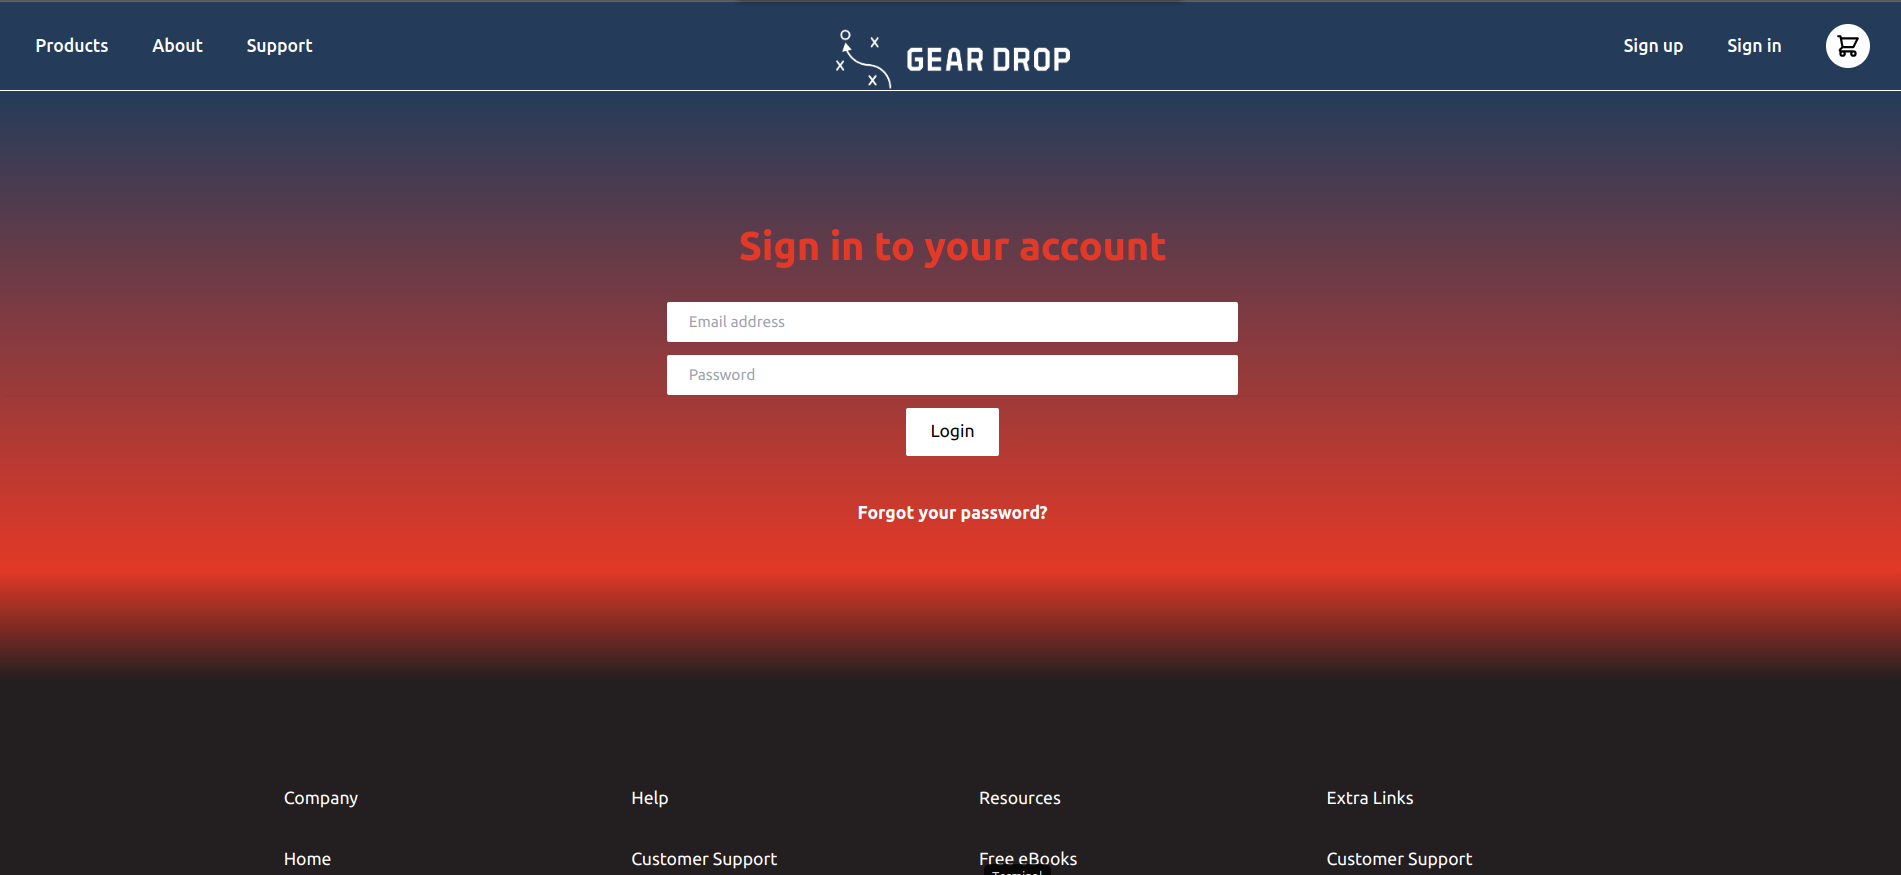 Products About Support GEAR DROP Sign up Sign in
Sign in to your account
Email address
Password
Login
Forgot your password?
Company Help Resources Extra Links
Home Customer Support Free eBooks Customer Support
Terminal